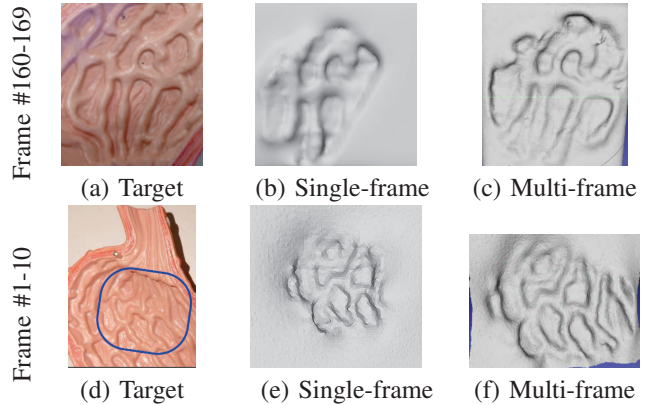 Frame #160-169
(a) Target
(b) Single-frame
(c) Multi-frame
Frame #1-10
(d) Target
(e) Single-frame
(f) Multi-frame